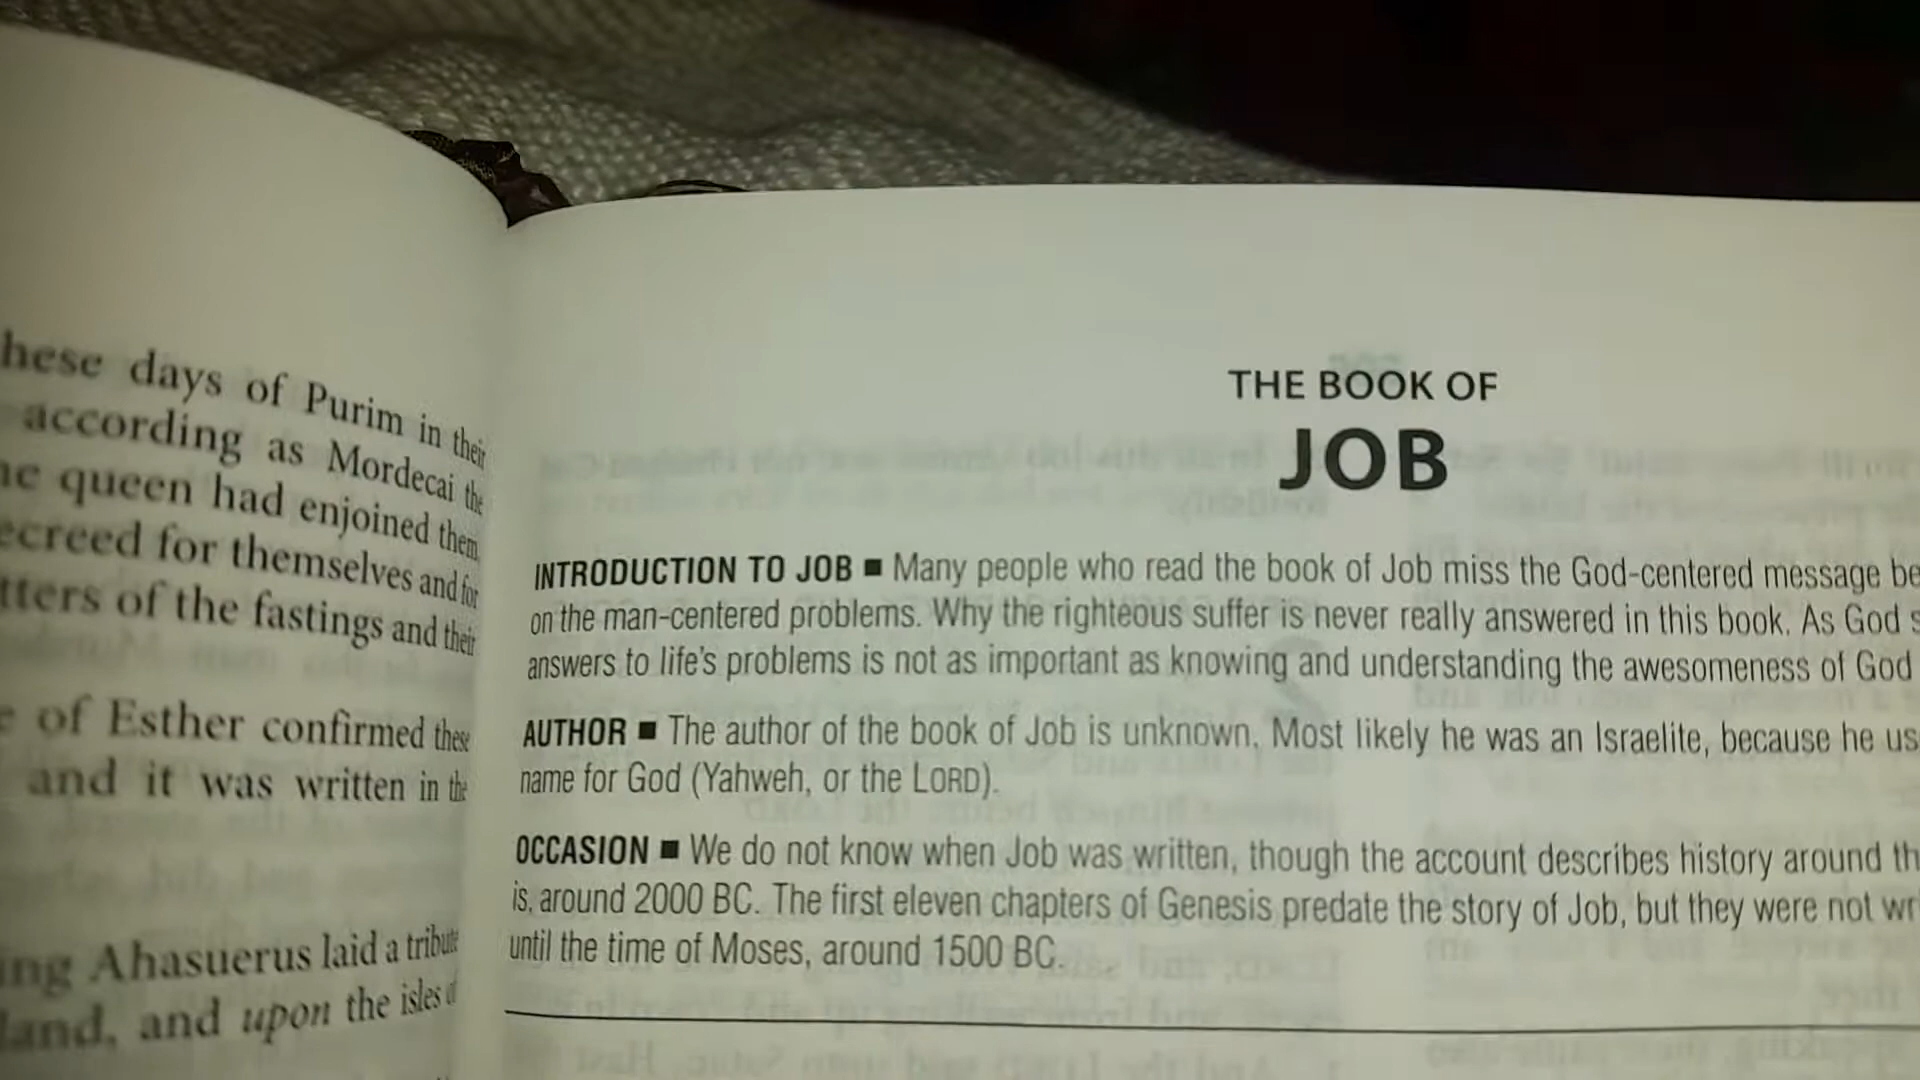 hese days of Purim in their
according as Mordecai the
he queen had enjoined them,
ecreed for themselves and for
tters of the fastings and their
e of Esther confirmed these
and it was written in the
ing Ahasuerus laid a tribute
land, and upon the isles of
THE BOOK OF
JOB
INTRODUCTION TO JOB ■ Many people who read the book of Job miss the God-centered message be
on the man-centered problems. Why the righteous suffer is never really answered in this book. As God s
answers to life's problems is not as important as knowing and understanding the awesomeness of God
AUTHOR ■ The author of the book of Job is unknown. Most likely he was an Israelite, because he us
name for God (Yahweh, or the LORD).
OCCASION ■ We do not know when Job was written, though the account describes history around th
is, around 2000 BC. The first eleven chapters of Genesis predate the story of Job, but they were not wr
until the time of Moses, around 1500 BC.